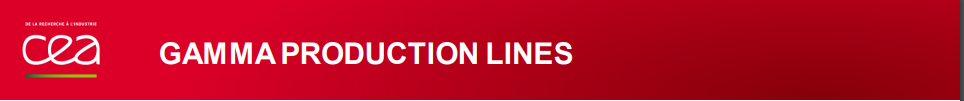 DE LA RECHERCHE À L'INDUSTRIE
cea
GAMMA PRODUCTION LINES